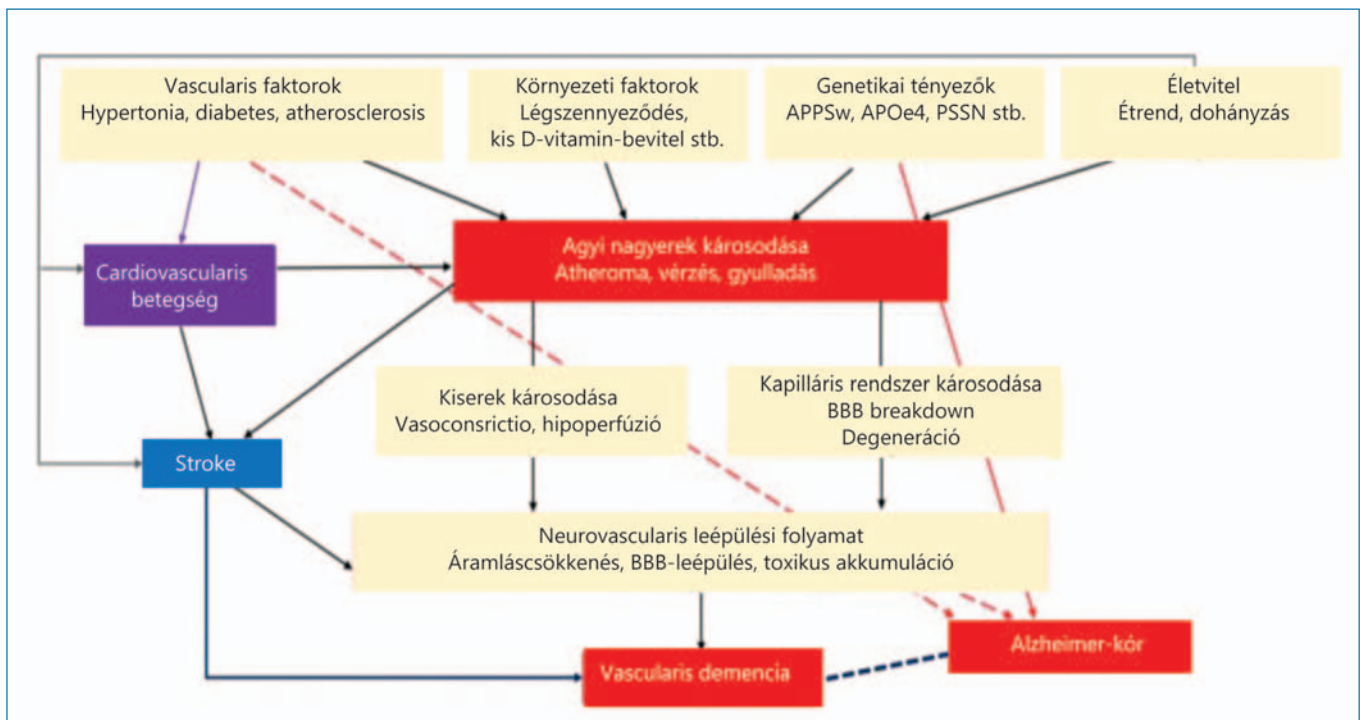 Vascularis faktorok
Hypertonia, diabetes, atherosclerosis
Környezeti faktorok
Légszennyeződés,
kis D-vitamin-bevitel stb.
Genetikai tényezők
APPSw, APOe4, PSSN stb.
Életvitel
Étrend, dohányzás
Cardiovascularis
betegség
Agyi nagyerek károsodása
Atheroma, vérzés, gyulladás
Kiserek károsodása
Vasoconsrictio, hipoperfúzió
Kapilláris rendszer károsodása
BBB breakdown
Degeneráció
Stroke
Neurovascularis leépülési folyamat
Áramláscsökkenés, BBB-leépülés, toxikus akkumuláció
Vascularis demencia
Alzheimer-kór